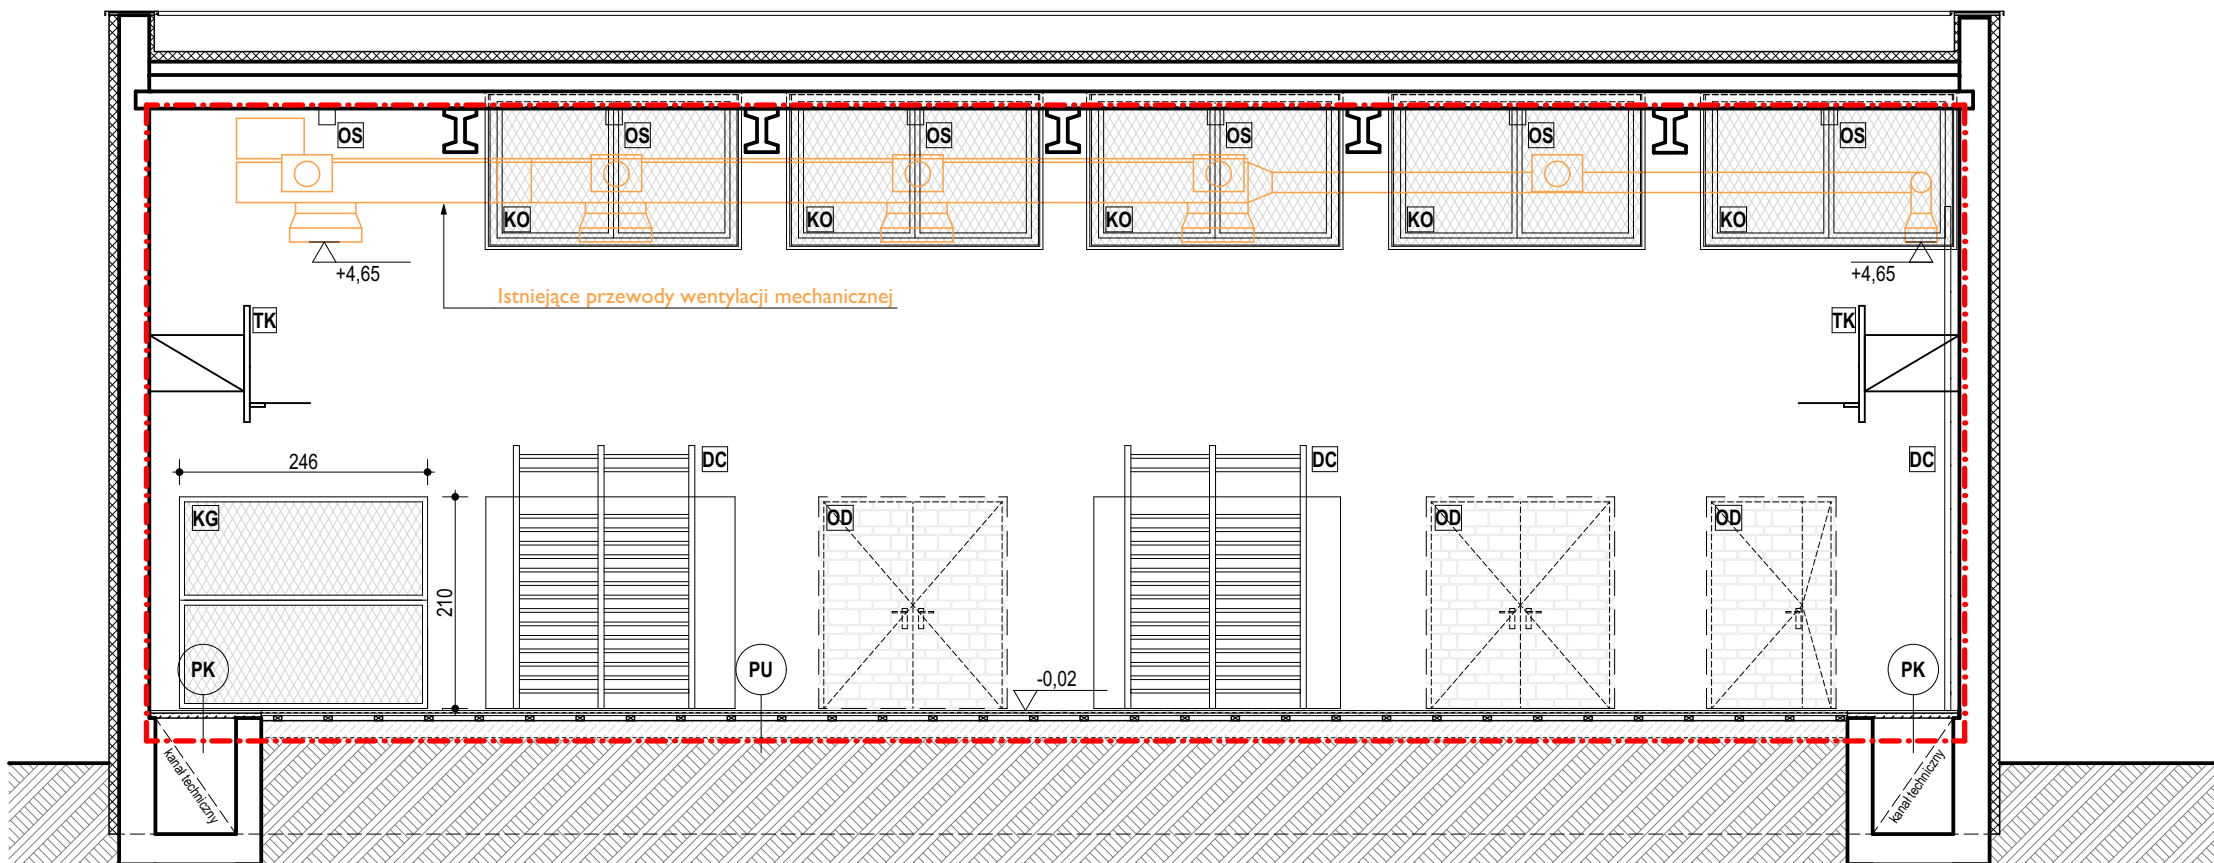 OS OS OS OS OS OS
KO KO KO KO KO
+4,65 +4,65
Istniejące przewody wentylacji mechanicznej
TK TK
246 DC DC DC
KG OD OD OD
210
PK PU -0,02 PK
kanał techniczny kanał techniczny